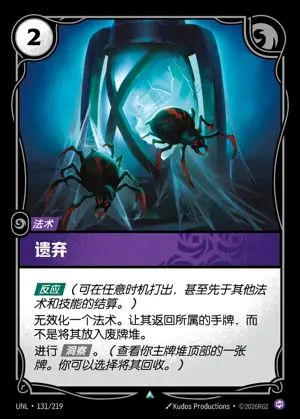 2
法术
遗弃
反应 （可在任意时机打出，甚至先于其他法
术和技能的结算。）
无效化一个法术。让其返回所属的手牌，而
不是将其放入废牌堆。
进行 洞察 。（查看你主牌堆顶部的一张
牌。你可以选择将其回收。）
UNL • 131/219
Kudos Productions • ©2026RGI